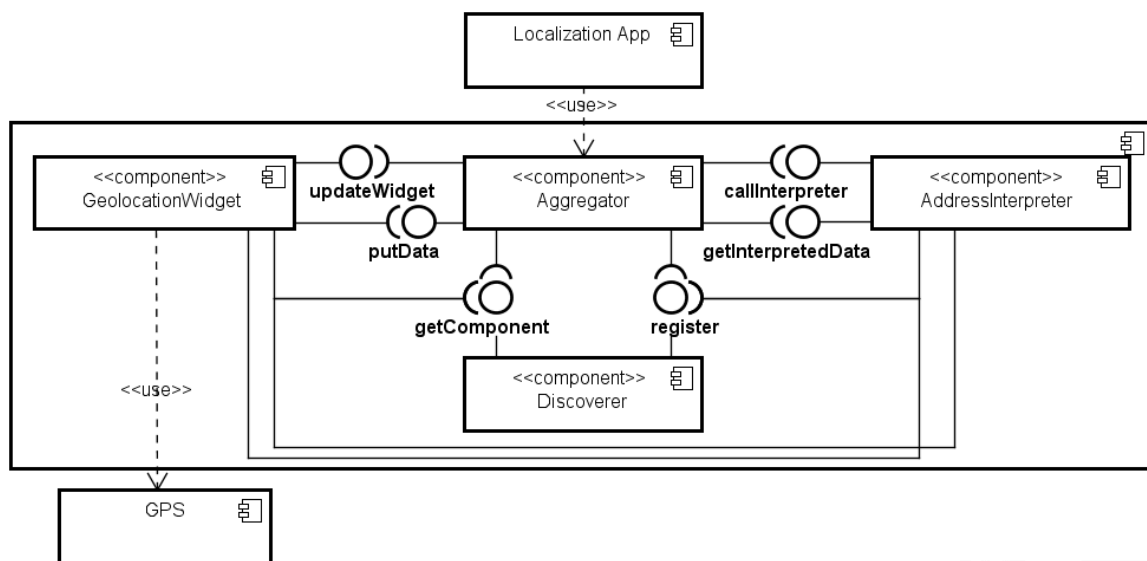 Localization App
<<use>>
<<component>>
GeolocationWidget
updateWidget
putData
<<component>>
Aggregator
callInterpreter
getInterpretedData
<<component>>
AddressInterpreter
getComponent
register
<<component>>
Discoverer
<<use>>
GPS